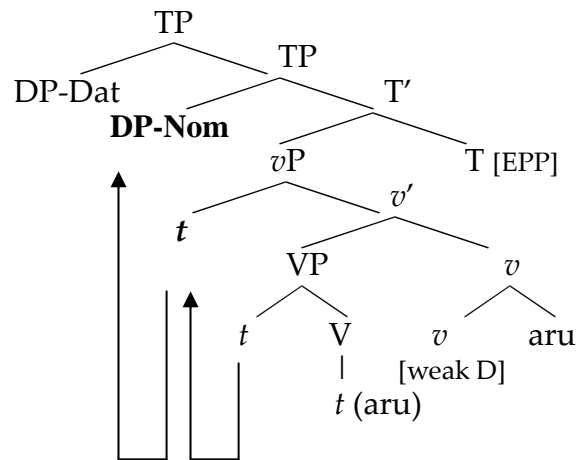 TP
TP
DP-Dat
T′
DP-Nom
vP
T [EPP]
t
v′
VP
v
t
V
v
aru
[weak D]
t (aru)